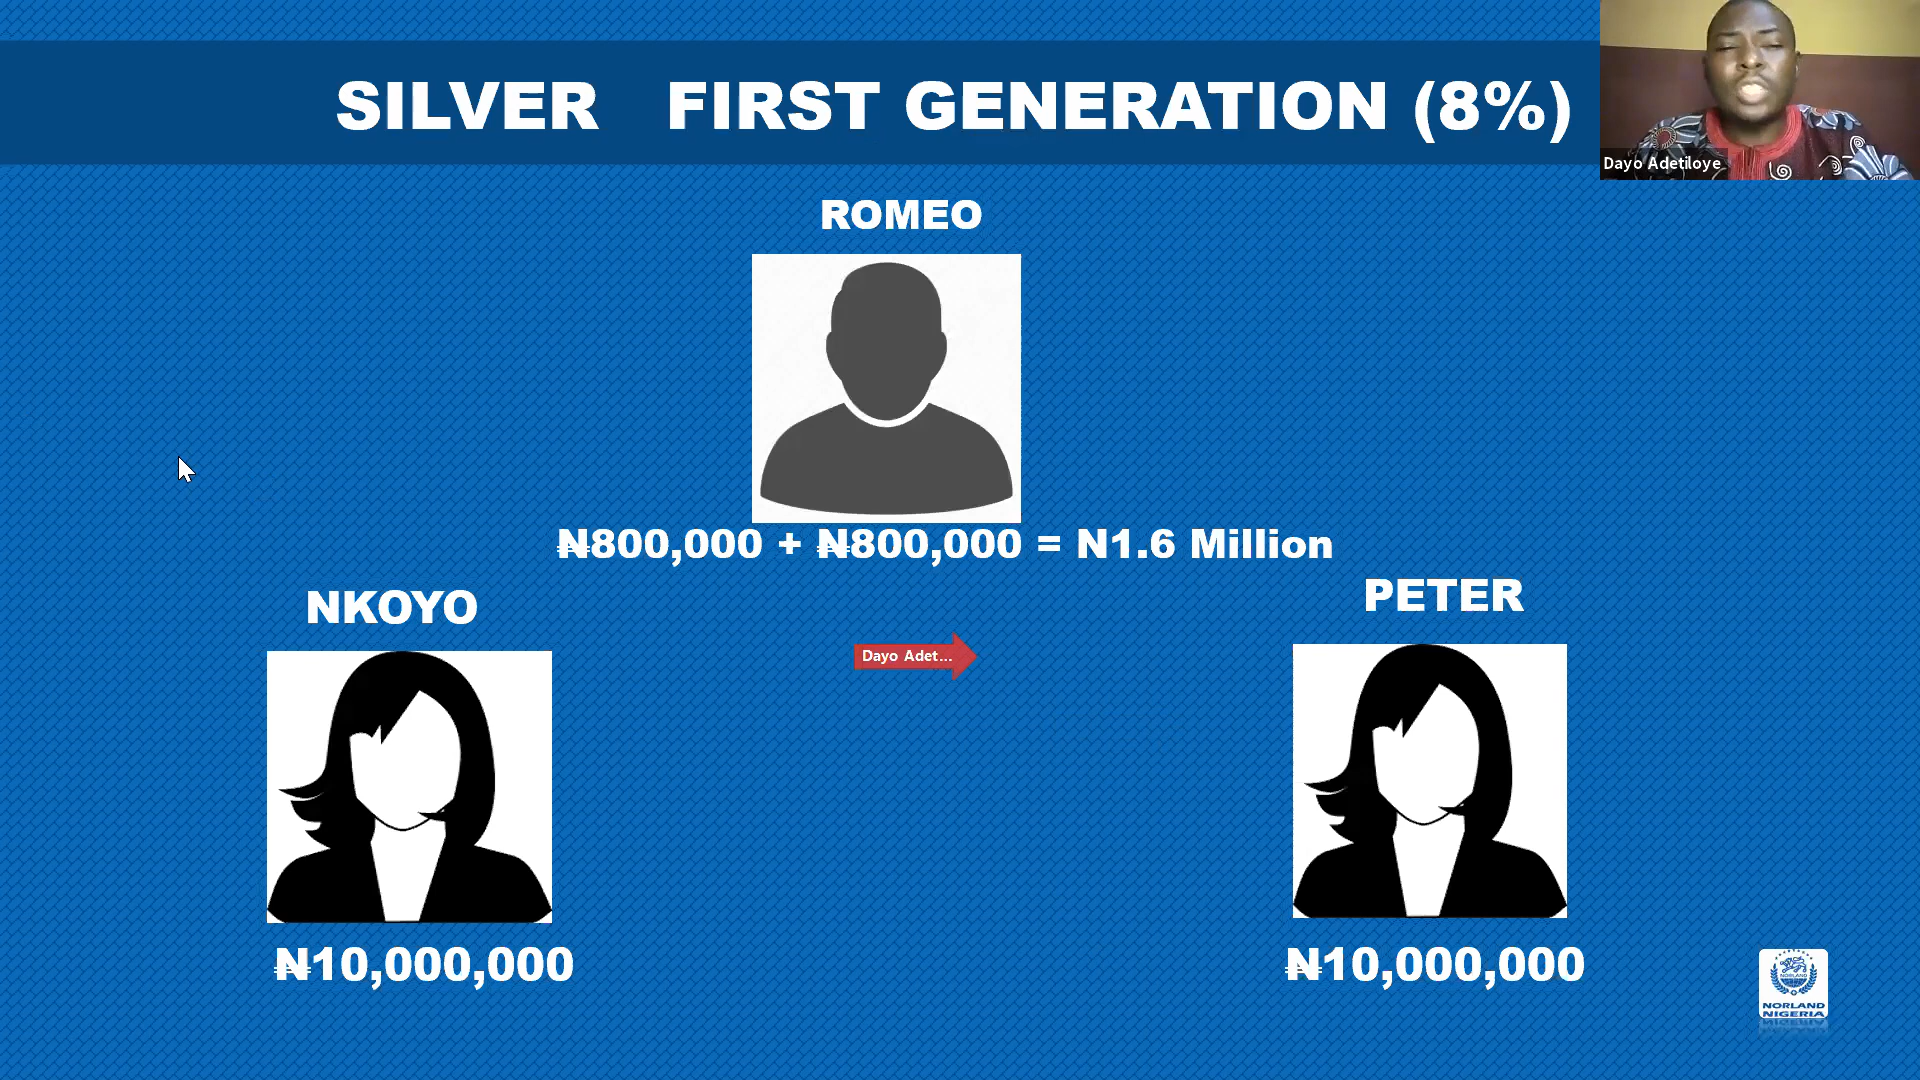 SILVER FIRST GENERATION (8%)
Dayo Adetiloye
ROMEO
₦800,000 + ₦800,000 = N1.6 Million
NKOYO
PETER
Dayo Adet...
₦10,000,000
₦10,000,000
NORLAND
NORLAND
NIGERIA